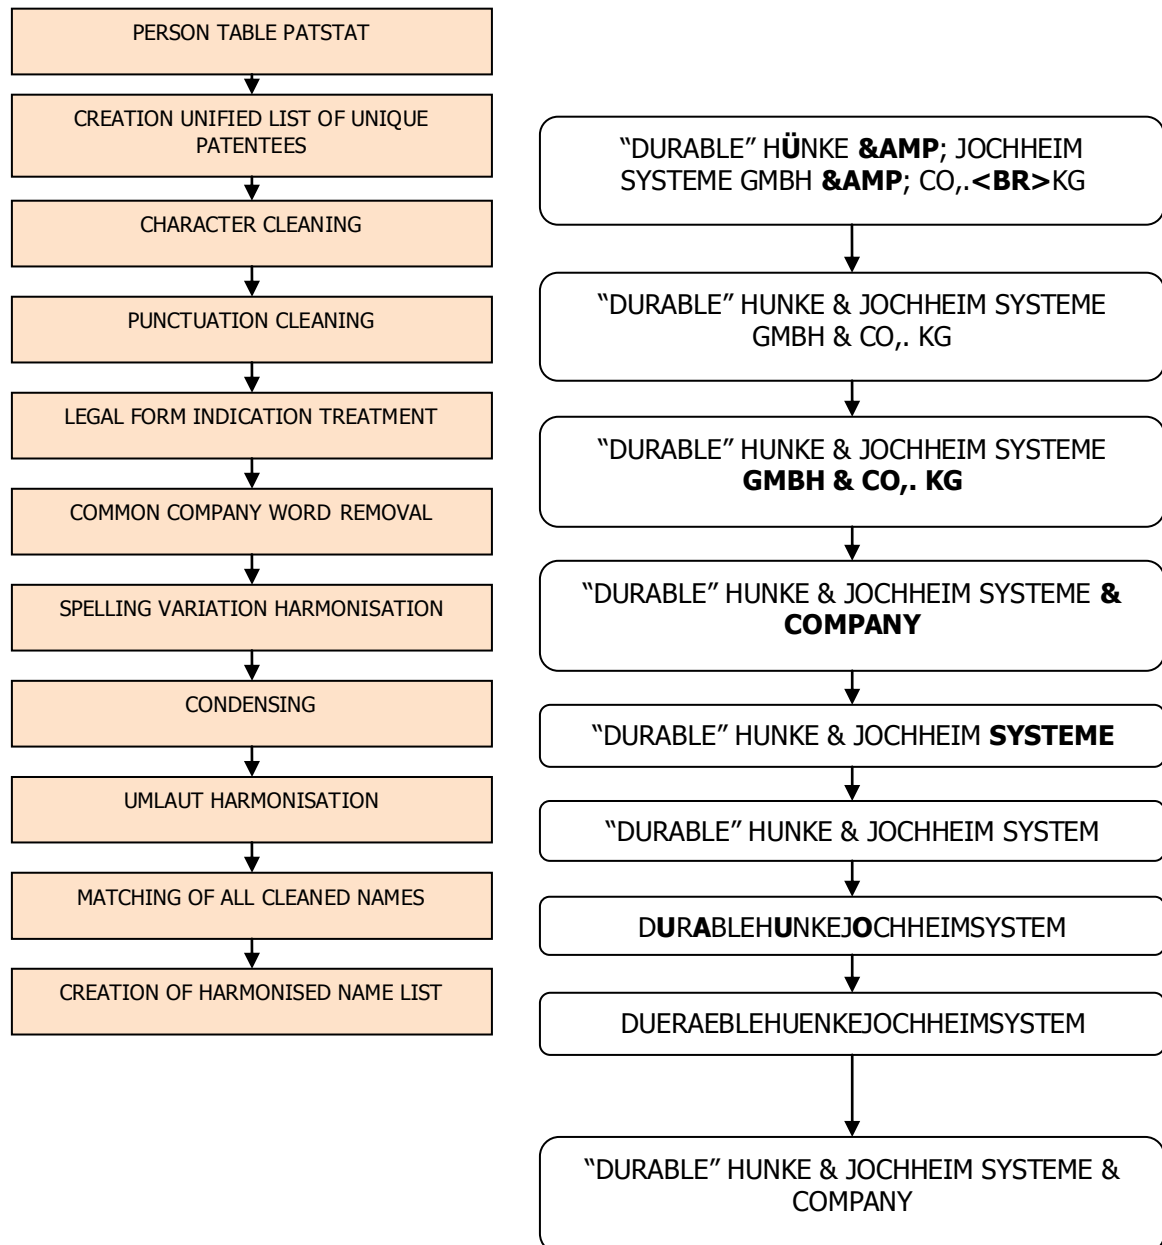 PERSON TABLE PATSTAT
CREATION UNIFIED LIST OF UNIQUE
PATENTEES
CHARACTER CLEANING
PUNCTUATION CLEANING
LEGAL FORM INDICATION TREATMENT
COMMON COMPANY WORD REMOVAL
SPELLING VARIATION HARMONISATION
CONDENSING
UMLAUT HARMONISATION
MATCHING OF ALL CLEANED NAMES
CREATION OF HARMONISED NAME LIST
“DURABLE” HÜNKE &AMP; JOCHHEIM
SYSTEME GMBH &AMP; CO,.<BR>KG
“DURABLE” HUNKE & JOCHHEIM SYSTEME
GMBH & CO,. KG
“DURABLE” HUNKE & JOCHHEIM SYSTEME
GMBH & CO,. KG
“DURABLE” HUNKE & JOCHHEIM SYSTEME &
COMPANY
“DURABLE” HUNKE & JOCHHEIM SYSTEME
“DURABLE” HUNKE & JOCHHEIM SYSTEM
DURABLEHUNKEJOCHHEIMSYSTEM
DUERAEBLEHUENKEJOCHHEIMSYSTEM
“DURABLE” HUNKE & JOCHHEIM SYSTEME &
COMPANY